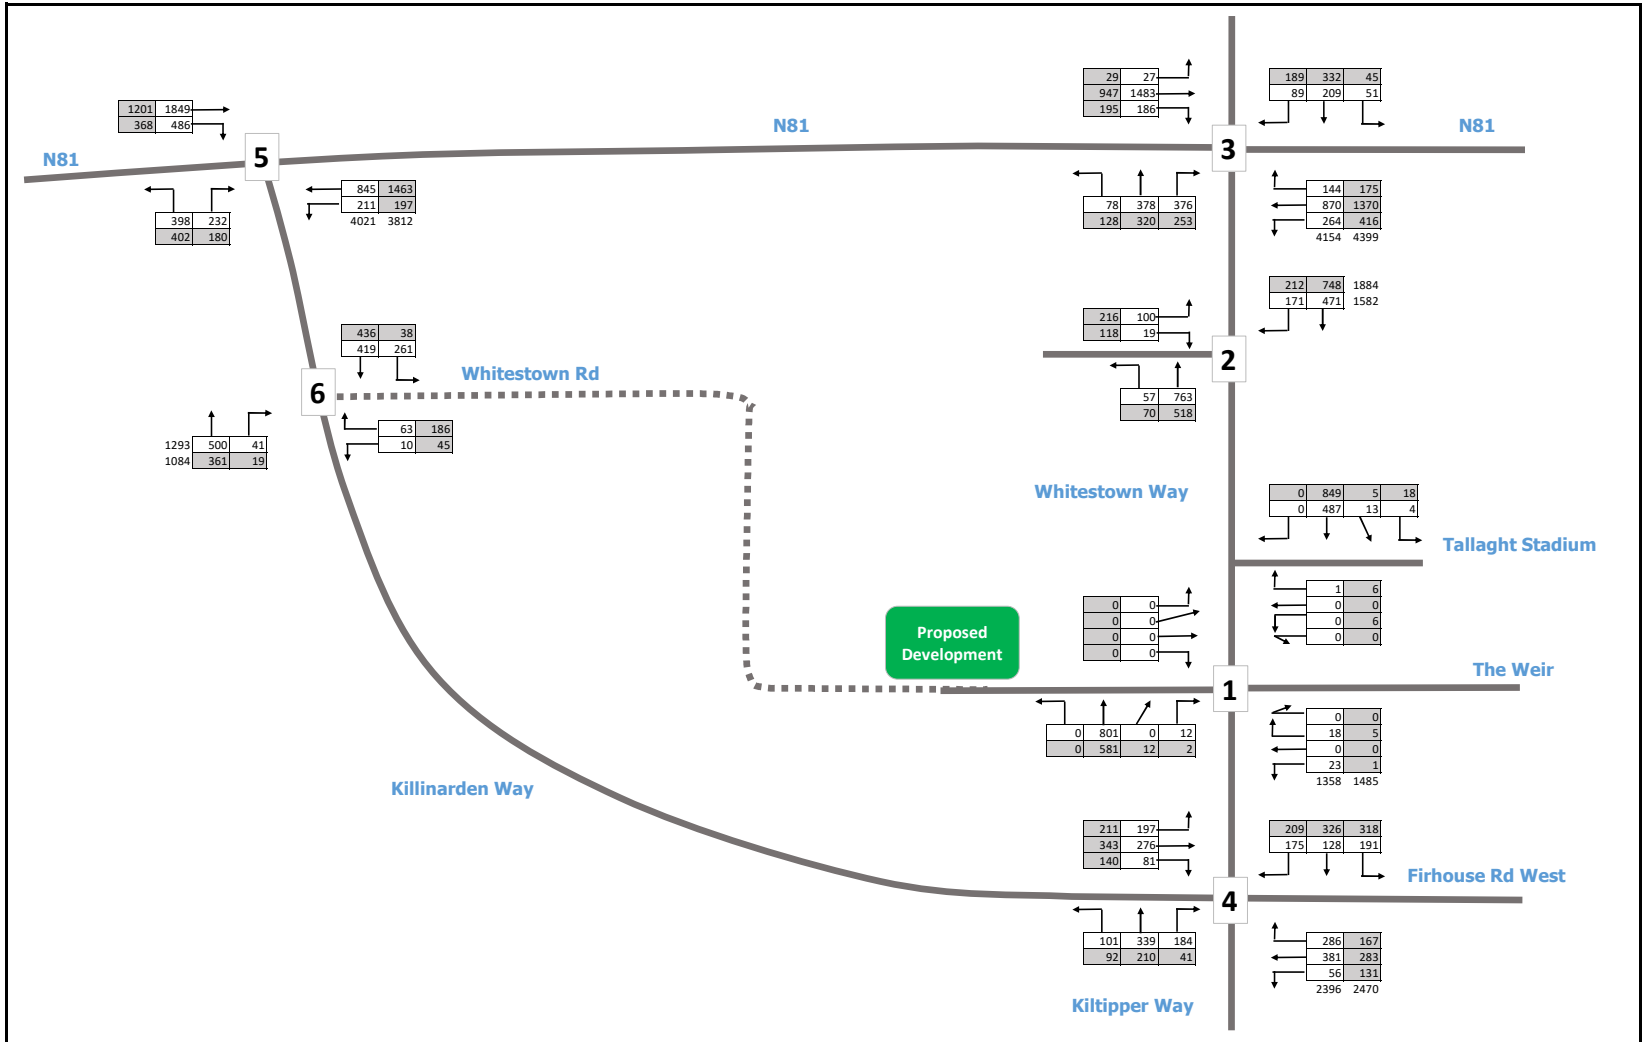 29 27
947 1483
195 186
189 332 45
89 209 51
1201 1849
368 486
N81
N81
N81
5
3
845 1463
211 197
4021 3812
398 232
402 180
78 378 376
128 320 253
144 175
870 1370
264 416
4154 4399
212 748 1884
171 471 1582
216 100
118 19
2
57 763
70 518
436 38
419 261
Whitestown Rd
6
63 186
10 45
1293 500 41
1084 361 19
Whitestown Way
0 849 5 18
0 487 13 4
Tallaght Stadium
1 6
0 0
0 6
0 0
0 0
0 0
0 0
0 0
Proposed
Development
The Weir
1
0 801 0 12
0 581 12 2
0 0
18 5
0 0
23 1
1358 1485
Killinarden Way
211 197
343 276
140 81
209 326 318
175 128 191
Firhouse Rd West
4
101 339 184
92 210 41
286 167
381 283
56 131
2396 2470
Kiltipper Way